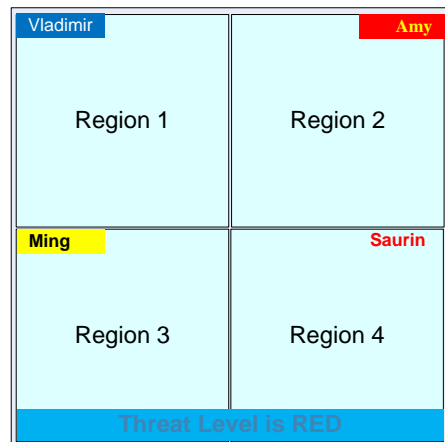 Vladimir
Amy
Region 1
Region 2
Ming
Saurin
Region 3
Region 4
Threat Level is RED